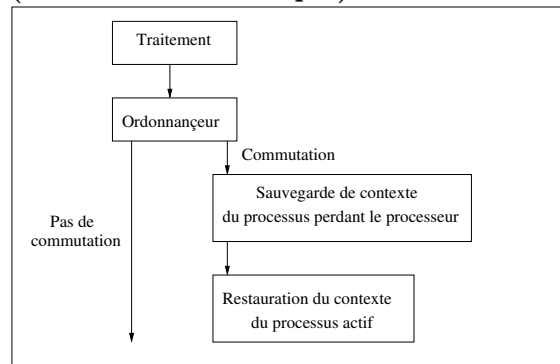 Traitement
Ordonnançeur
Commutation
Sauvegarde de contexte
du processus perdant le processeur
Pas de
commutation
Restauration du contexte
du processus actif